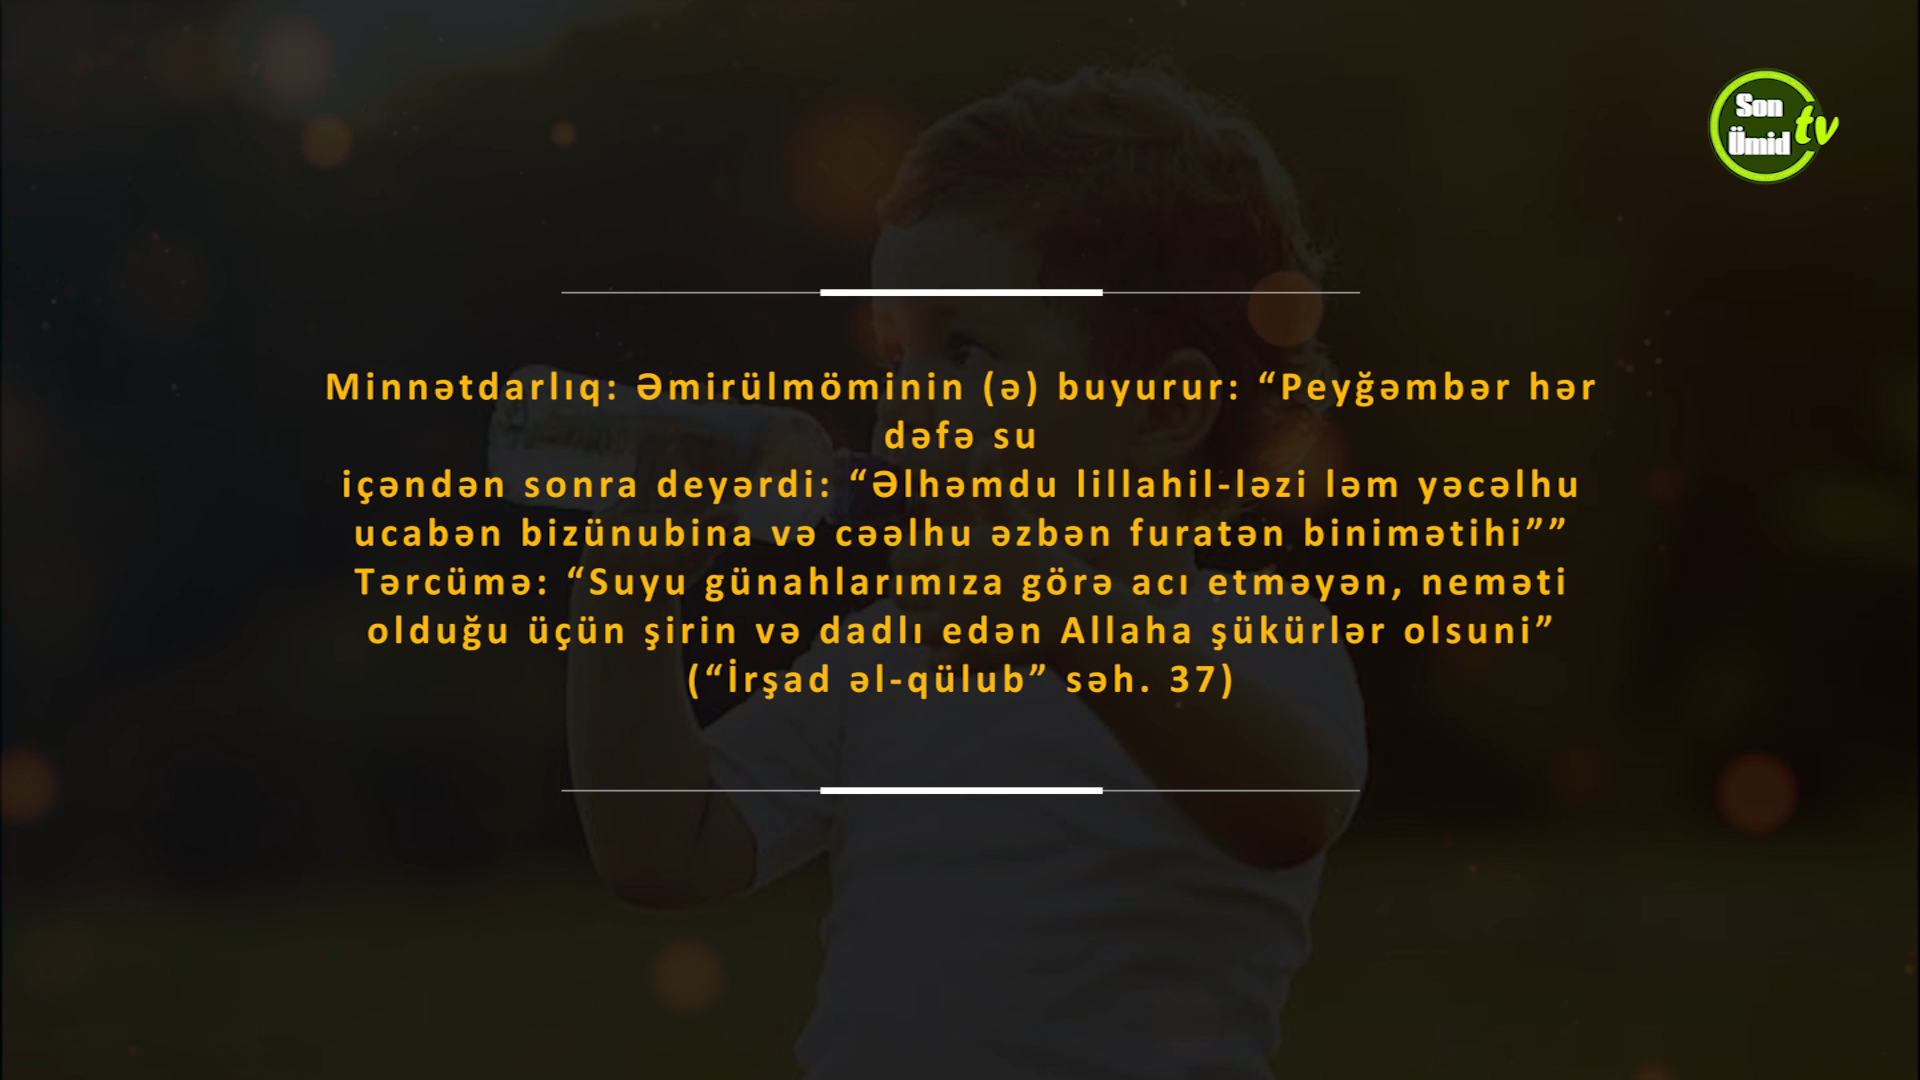 Son
Ümid tv
Minnətdarlıq: Əmirülmöminin (ə) buyurur: “Peyğəmbər hər
dəfə su
içəndən sonra deyərdi: “Əlhəmdu lillahil-ləzi ləm yəcəlhu
ucabən bizünubina və cəəlhu əzbən furatən binimətihi””
Tərcümə: “Suyu günahlarımıza görə acı etməyən, neməti
olduğu üçün şirin və dadlı edən Allaha şükürlər olsuni”
(“İrşad əl-qülub” səh. 37)